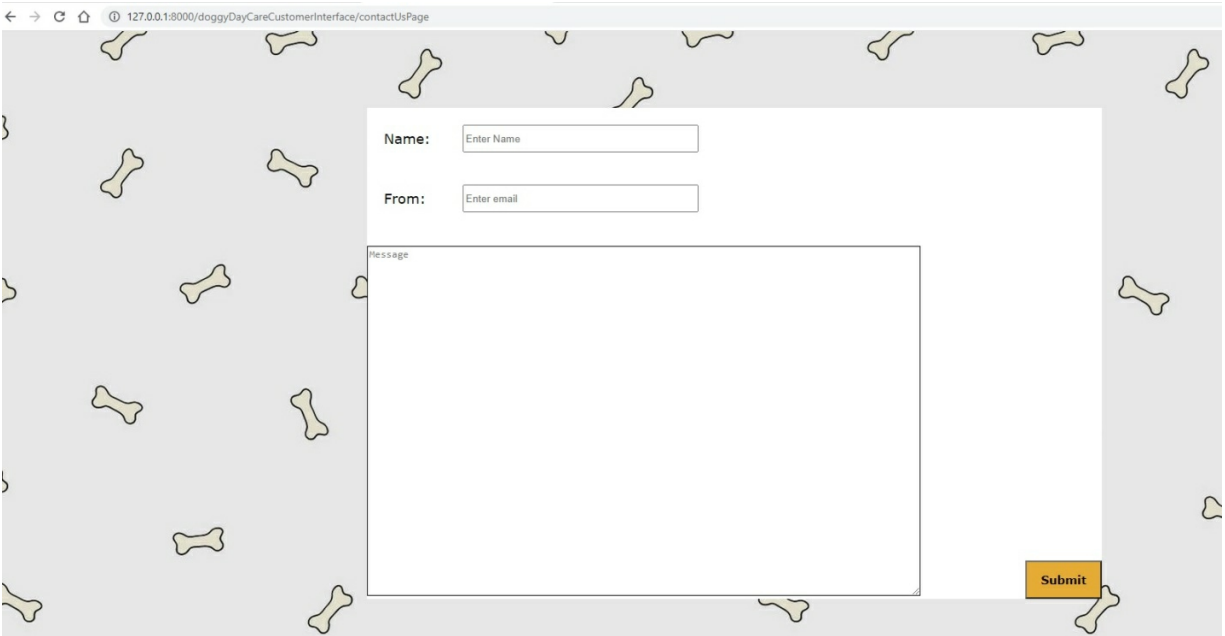 127.0.0.1:8000/doggyDayCareCustomerInterface/contactUsPage
Name: Enter Name
From: Enter email
Message
Submit